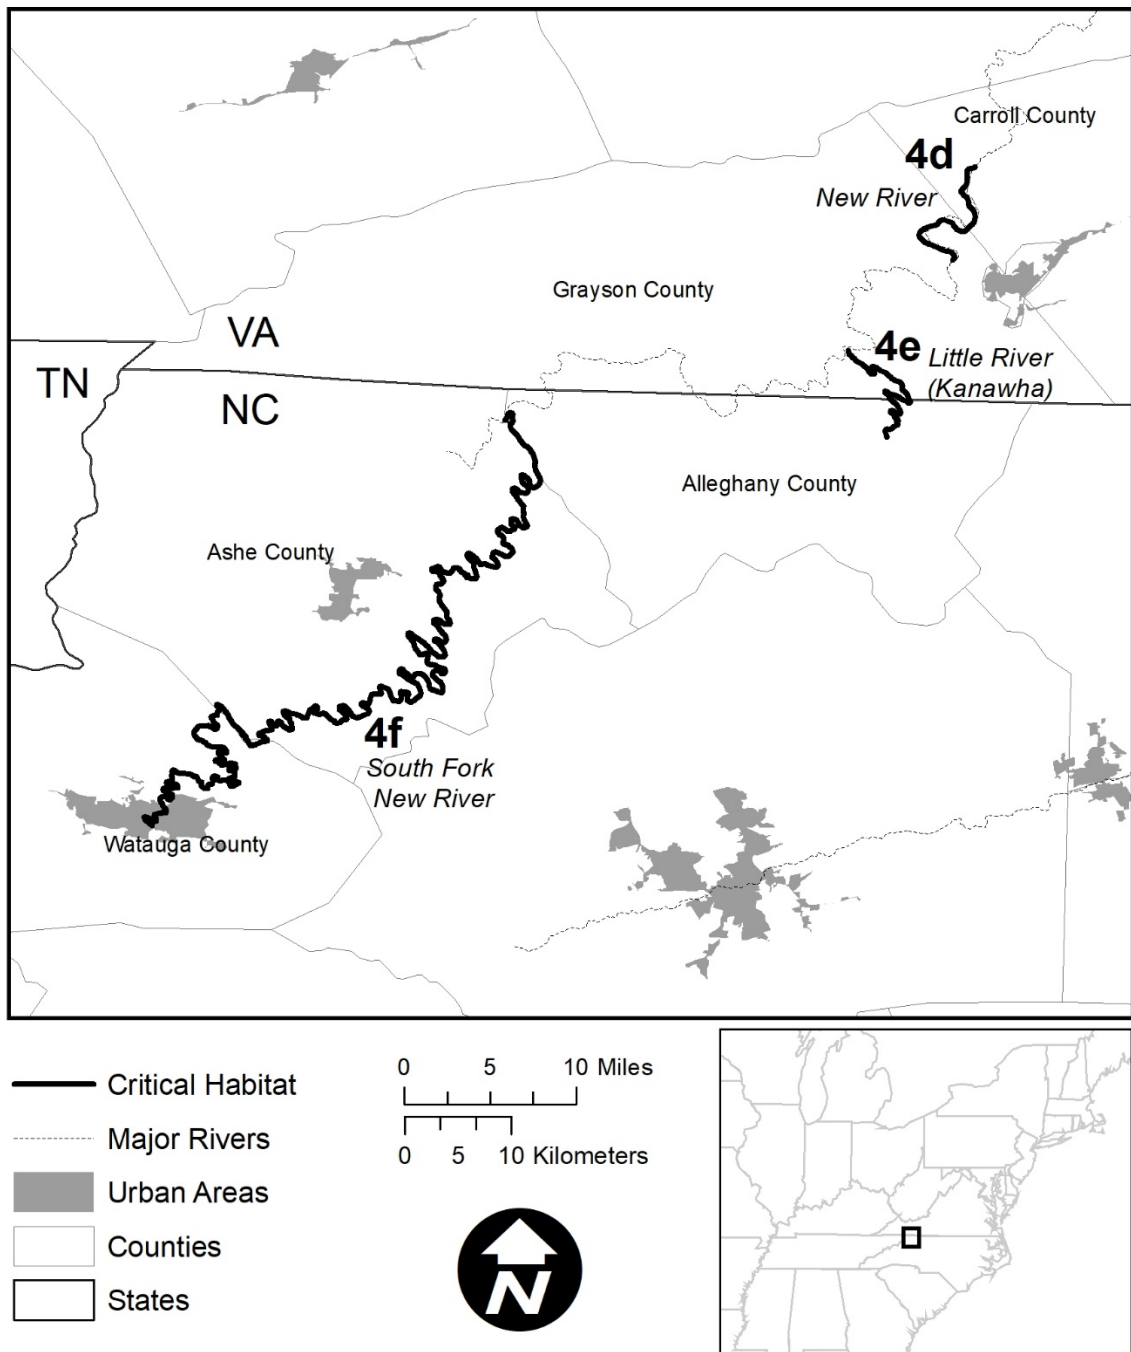 Carroll County
4d
New River
Grayson County
VA
4e
Little River
(Kanawha)
TN
NC
Alleghany County
Ashe County
4f
South Fork
New River
Watauga County
Critical Habitat
Major Rivers
Urban Areas
Counties
States
0 5 10 Miles
0 5 10 Kilometers
N